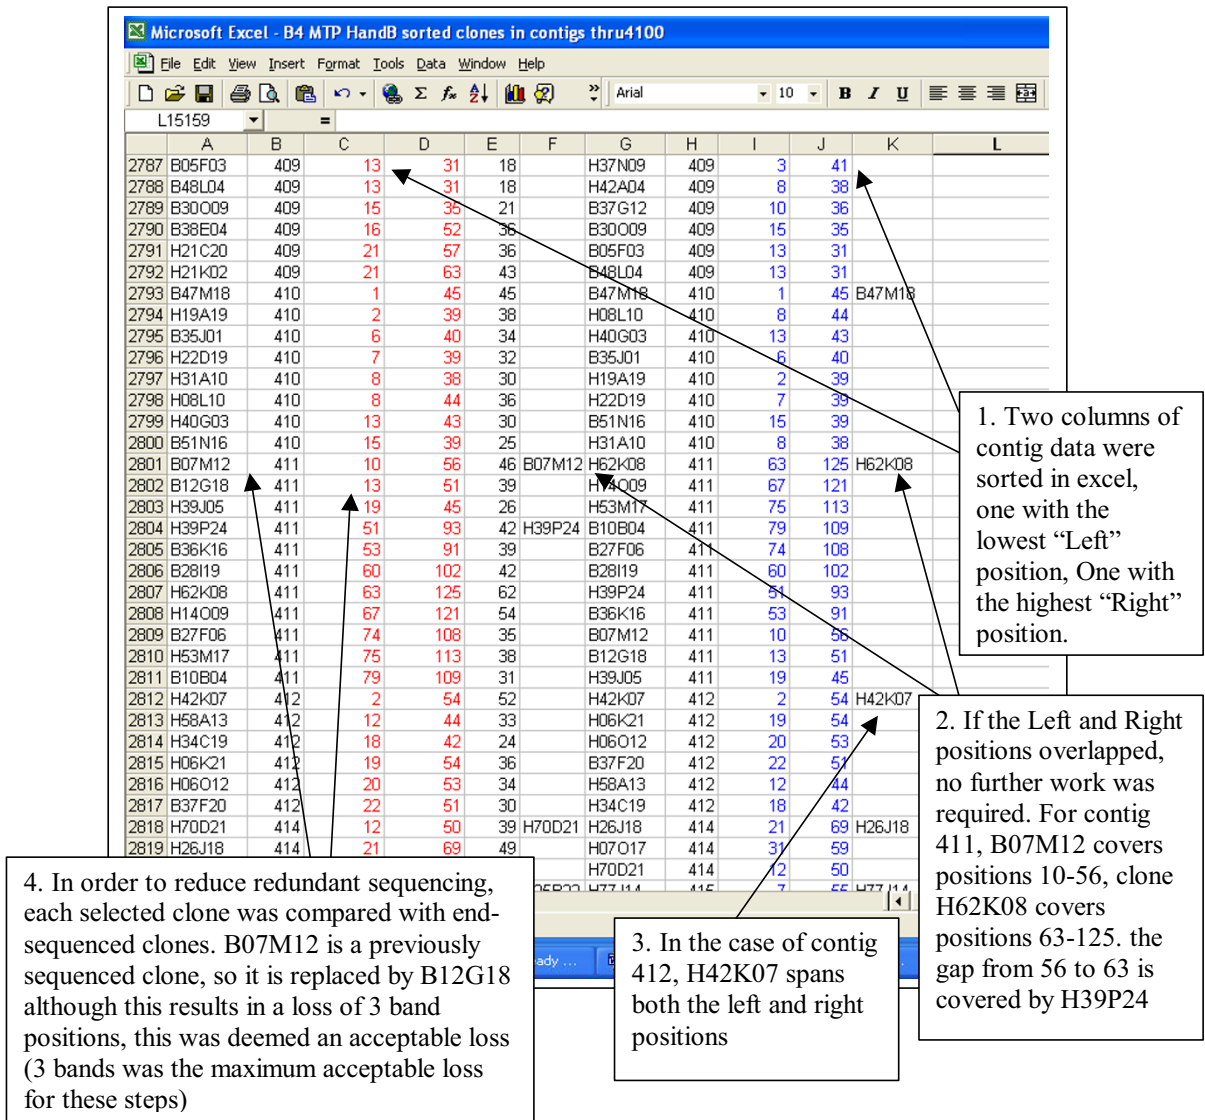 Microsoft Excel - B4 MTP HandB sorted clones in contigs thru4100
File Edit View Insert Format Tools Data Window Help
Arial 10 B I U
L15159 =
A B C D E F G H I J K L
2787 B05F03 409 13 31 18 H37N09 409 3 41
2788 B48L04 409 13 31 18 H42A04 409 8 38
2789 B30O09 409 15 35 21 B37G12 409 10 36
2790 B38E04 409 16 52 36 B30O09 409 15 35
2791 H21C20 409 21 57 36 B05F03 409 13 31
2792 H21K02 409 21 63 43 B48L04 409 13 31
2793 B47M18 410 1 45 45 B47M18 410 1 45 B47M18
2794 H19A19 410 2 39 38 H08L10 410 8 44
2795 B35J01 410 6 40 34 H40G03 410 13 43
2796 H22D19 410 7 39 32 B35J01 410 6 40
2797 H31A10 410 8 38 30 H19A19 410 2 39
2798 H08L10 410 8 44 36 H22D19 410 7 39
2799 H40G03 410 13 43 30 B51N16 410 15 39
2800 B51N16 410 15 39 25 H31A10 410 8 38
2801 B07M12 411 10 56 46 B07M12 H62K08 411 63 125 H62K08
2802 B12G18 411 13 51 39 H14O09 411 67 121
2803 H39J05 411 19 45 26 H53M17 411 75 113
2804 H39P24 411 51 93 42 H39P24 B10B04 411 79 109
2805 B36K16 411 53 91 39 B27F06 411 74 108
2806 B28I19 411 60 102 42 B28I19 411 60 102
2807 H62K08 411 63 125 62 H39P24 411 51 93
2808 H14O09 411 67 121 54 B36K16 411 53 91
2809 B27F06 411 74 108 35 B07M12 411 10 56
2810 H53M17 411 75 113 38 B12G18 411 13 51
2811 B10B04 411 79 109 31 H39J05 411 19 45
2812 H42K07 412 2 54 52 H42K07 412 2 54 H42K07
2813 H58A13 412 12 44 33 H06K21 412 19 54
2814 H34C19 412 18 42 24 H06O12 412 20 53
2815 H06K21 412 19 54 36 B37F20 412 22 51
2816 H06O12 412 20 53 34 H58A13 412 12 44
2817 B37F20 412 22 51 30 H34C19 412 18 42
2818 H70D21 414 12 50 39 H70D21 H26J18 414 21 69 H26J18
2819 H26J18 414 21 69 49 H07O17 414 31 59
H70D21 414 12 50
H77J14 415 7 55 H77J14
1. Two columns of
contig data were
sorted in excel,
one with the
lowest “Left”
position, One with
the highest “Right”
position.
2. If the Left and Right
positions overlapped,
no further work was
required. For contig
411, B07M12 covers
positions 10-56, clone
H62K08 covers
positions 63-125. the
gap from 56 to 63 is
covered by H39P24
3. In the case of contig
412, H42K07 spans
both the left and right
positions
4. In order to reduce redundant sequencing,
each selected clone was compared with end-
sequenced clones. B07M12 is a previously
sequenced clone, so it is replaced by B12G18
although this results in a loss of 3 band
positions, this was deemed an acceptable loss
(3 bands was the maximum acceptable loss
for these steps)